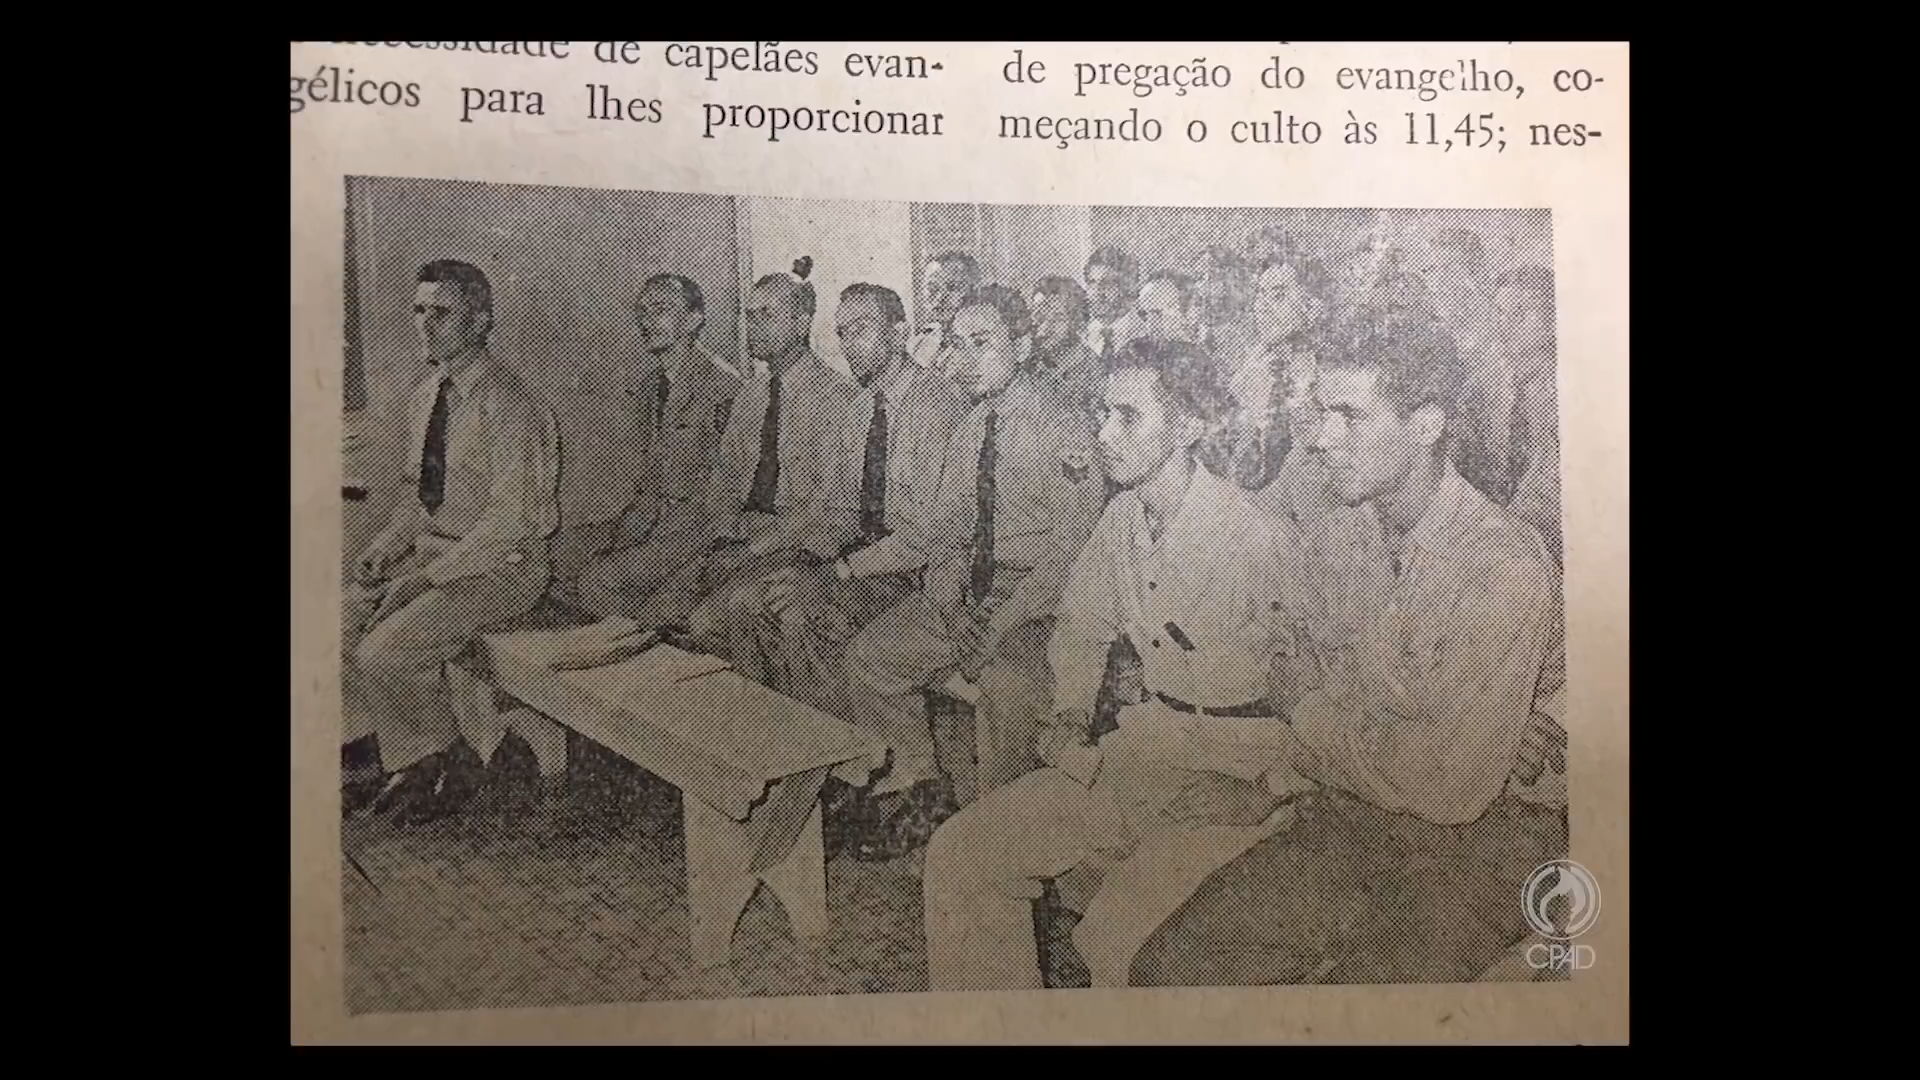 necessidade de capelães evan-
gélicos para lhes proporcionar
de pregação do evangelho, co-
meçando o culto às 11,45; nes-
CPAD